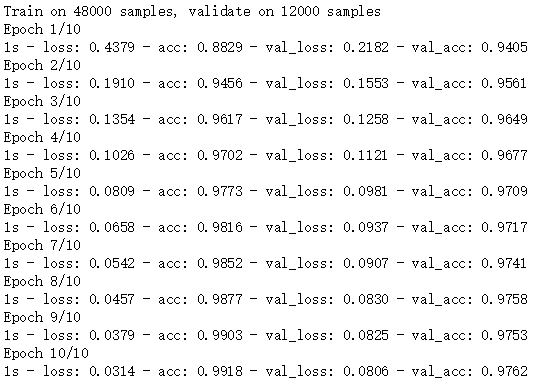 Train on 48000 samples, validate on 12000 samples
Epoch 1/10
1s - loss: 0.4379 - acc: 0.8829 - val_loss: 0.2182 - val_acc: 0.9405
Epoch 2/10
1s - loss: 0.1910 - acc: 0.9456 - val_loss: 0.1553 - val_acc: 0.9561
Epoch 3/10
1s - loss: 0.1354 - acc: 0.9617 - val_loss: 0.1258 - val_acc: 0.9649
Epoch 4/10
1s - loss: 0.1026 - acc: 0.9702 - val_loss: 0.1121 - val_acc: 0.9677
Epoch 5/10
1s - loss: 0.0809 - acc: 0.9773 - val_loss: 0.0981 - val_acc: 0.9709
Epoch 6/10
1s - loss: 0.0658 - acc: 0.9816 - val_loss: 0.0937 - val_acc: 0.9717
Epoch 7/10
1s - loss: 0.0542 - acc: 0.9852 - val_loss: 0.0907 - val_acc: 0.9741
Epoch 8/10
1s - loss: 0.0457 - acc: 0.9877 - val_loss: 0.0830 - val_acc: 0.9758
Epoch 9/10
1s - loss: 0.0379 - acc: 0.9903 - val_loss: 0.0825 - val_acc: 0.9753
Epoch 10/10
1s - loss: 0.0314 - acc: 0.9918 - val_loss: 0.0806 - val_acc: 0.9762